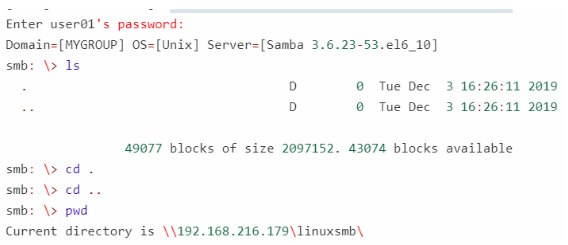 Enter user01's password:
Domain=[MYGROUP] OS=[Unix] Server=[Samba 3.6.23-53.el6_10]
smb: \> ls
  .                                   D        0  Tue Dec  3 16:26:11 2019
  ..                                  D        0  Tue Dec  3 16:26:11 2019
                49077 blocks of size 2097152. 43074 blocks available
smb: \> cd .
smb: \> cd ..
smb: \> pwd
Current directory is \\192.168.216.179\linuxsmb\